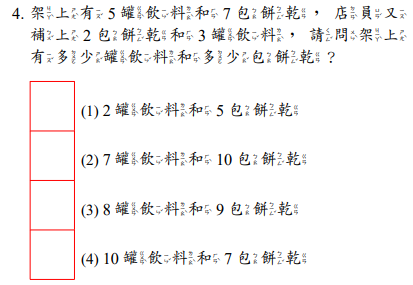 4. 架上有 5 罐飲料和 7 包餅乾，店員又
補上 2 包餅乾和 3 罐飲料，請問架上
有多少罐飲料和多少包餅乾？
(1) 2 罐飲料和 5 包餅乾
(2) 7 罐飲料和 10 包餅乾
(3) 8 罐飲料和 9 包餅乾
(4) 10 罐飲料和 7 包餅乾